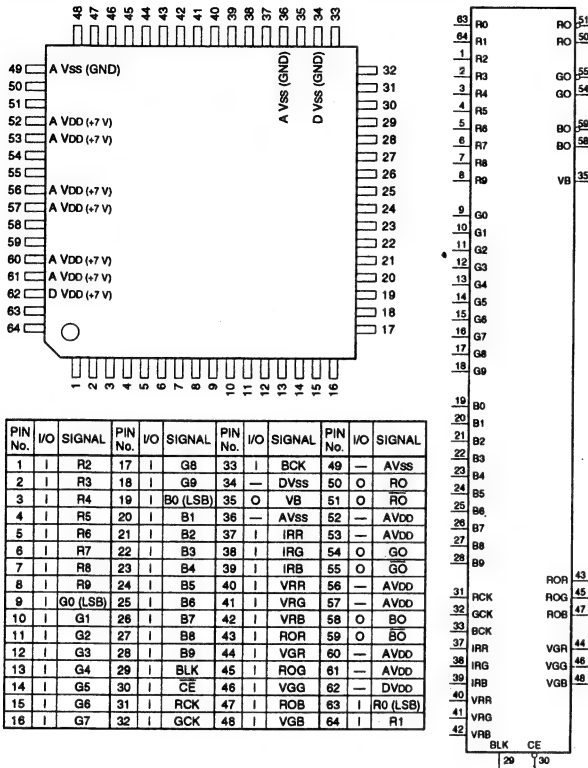 48 47 46 45 44 43 42 41 40 39 38 37 36 35 34 33
49 A VSS (GND)
50
51
52 A VDD (+7 V)
53 A VDD (+7 V)
54
55
56 A VDD (+7 V)
57 A VDD (+7 V)
58
59
60 A VDD (+7 V)
61 A VDD (+7 V)
62 D VDD (+7 V)
63
64
A VSS (GND)
D VSS (GND)
32
31
30
29
28
27
26
25
24
23
22
21
20
19
18
17
1 2 3 4 5 6 7 8 9 10 11 12 13 14 15 16
PIN No. I/O SIGNAL PIN No. I/O SIGNAL PIN No. I/O SIGNAL PIN No. I/O SIGNAL
1 I R2 17 I G8 33 I BCK 49 — AVSS
2 I R3 18 I G9 34 — DVSS 50 O RO
3 I R4 19 I B0 (LSB) 35 O VB 51 O R̅O̅
4 I R5 20 I B1 36 — AVSS 52 — AVDD
5 I R6 21 I B2 37 I IRR 53 — AVDD
6 I R7 22 I B3 38 I IRG 54 O GO
7 I R8 23 I B4 39 I IRB 55 O G̅O̅
8 I R9 24 I B5 40 I VRR 56 — AVDD
9 I G0 (LSB) 25 I B6 41 I VRG 57 — AVDD
10 I G1 26 I B7 42 I VRB 58 O BO
11 I G2 27 I B8 43 I ROR 59 O B̅O̅
12 I G3 28 I B9 44 I VGR 60 — AVDD
13 I G4 29 I BLK 45 I ROG 61 — AVDD
14 I G5 30 I C̅E̅ 46 I VGG 62 — DVDD
15 I G6 31 I RCK 47 I ROB 63 I R0 (LSB)
16 I G7 32 I GCK 48 I VGB 64 I R1
63 R0
64 R1
1 R2
2 R3
3 R4
4 R5
5 R6
6 R7
7 R8
8 R9
9 G0
10 G1
11 G2
12 G3
13 G4
14 G5
15 G6
16 G7
17 G8
18 G9
19 B0
20 B1
21 B2
22 B3
23 B4
24 B5
25 B6
26 B7
27 B8
28 B9
31 RCK
32 GCK
33 BCK
37 IRR
38 IRG
39 IRB
40 VRR
41 VRG
42 VRB
RO 51
RO 50
GO 55
GO 54
BO 59
BO 58
VB 35
ROR 43
ROG 45
ROB 47
VGR 44
VGG 46
VGB 48
BLK CE
29 30